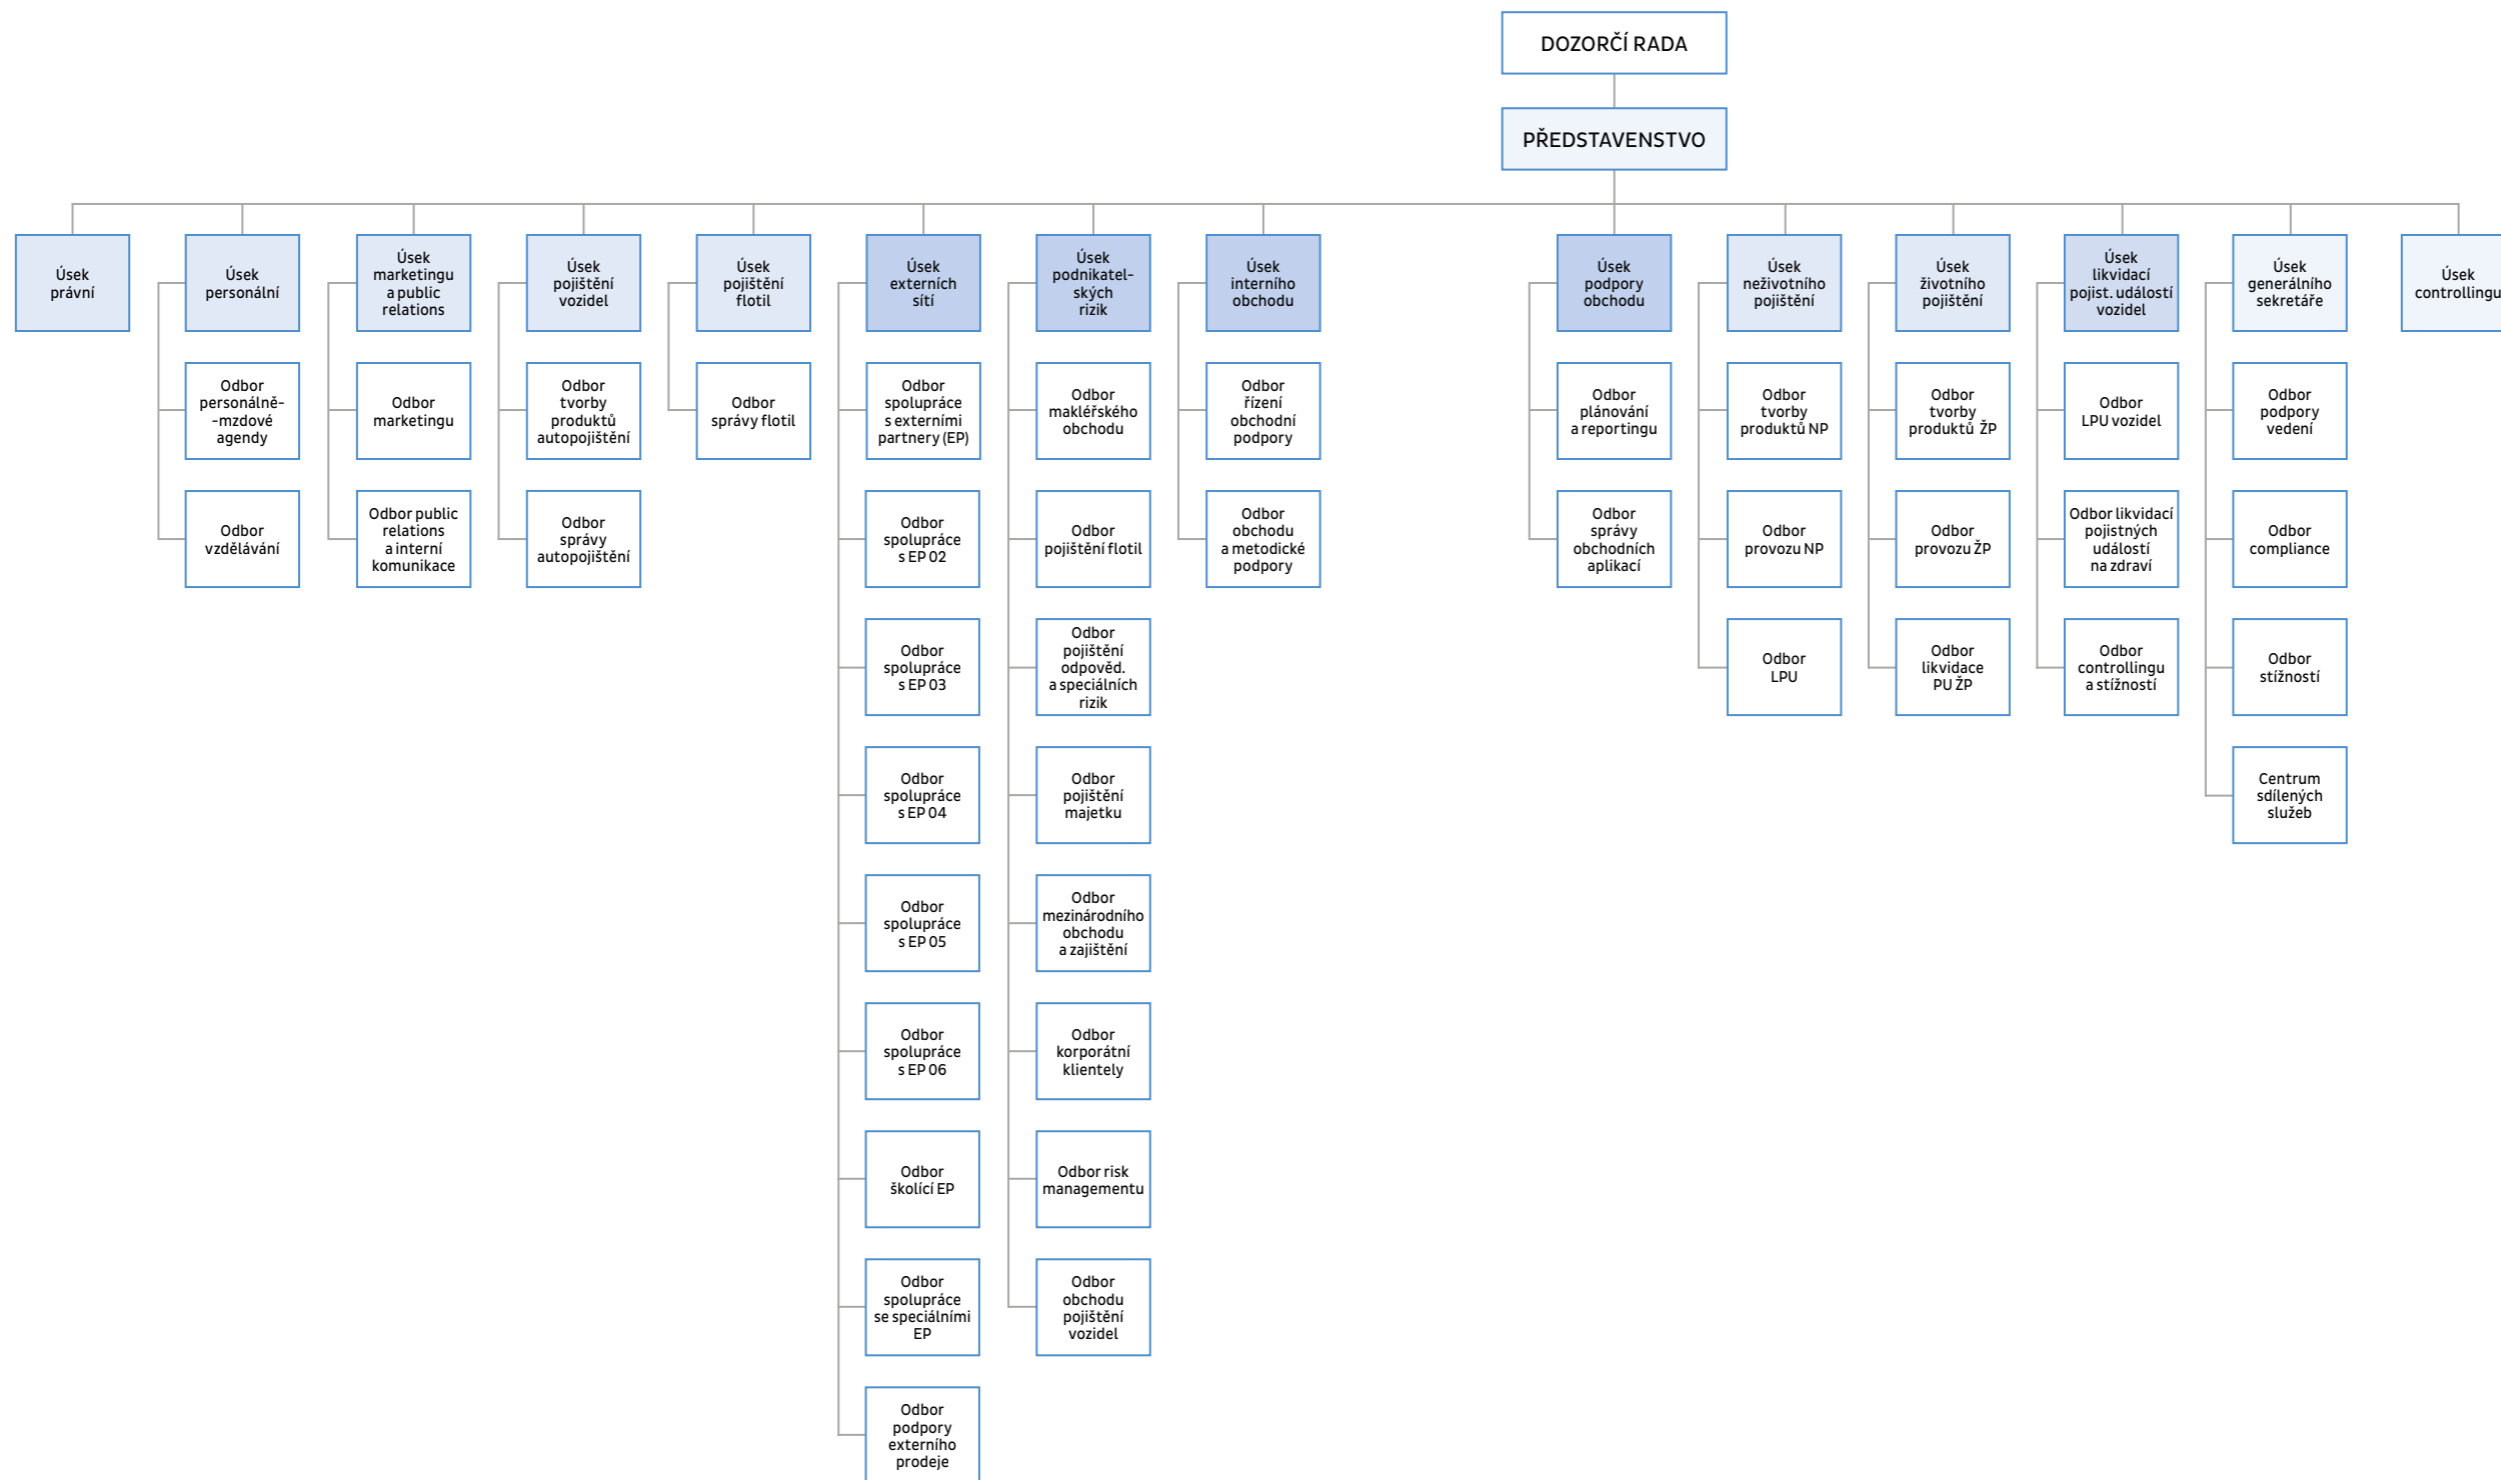 DOZORČÍ RADA
PŘEDSTAVENSTVO
Úsek
právní
Úsek
personální
Úsek
marketingu
a public
relations
Úsek
pojištění
vozidel
Úsek
pojištění
flotil
Úsek
externích
sítí
Úsek
podnikatel-
ských
rizik
Úsek
interního
obchodu
Úsek
podpory
obchodu
Úsek
neživotního
pojištění
Úsek
životního
pojištění
Úsek
likvidací
pojist. událostí
vozidel
Úsek
generálního
sekretáře
Úsek
controllingu
Odbor
personálně-
-mzdové
agendy
Odbor
marketingu
Odbor
tvorby
produktů
autopojištění
Odbor
správy flotil
Odbor
spolupráce
s externími
partnery (EP)
Odbor
makléřského
obchodu
Odbor
řízení
obchodní
podpory
Odbor
plánování
a reportingu
Odbor
tvorby
produktů NP
Odbor
tvorby
produktů ŽP
Odbor
LPU vozidel
Odbor
podpory
vedení
Odbor
vzdělávání
Odbor public
relations
a interní
komunikace
Odbor
správy
autopojištění
Odbor
spolupráce
s EP 02
Odbor
pojištění flotil
Odbor
obchodu
a metodické
podpory
Odbor
správy
obchodních
aplikací
Odbor
provozu NP
Odbor
provozu ŽP
Odbor likvidací
pojistných
událostí
na zdraví
Odbor
compliance
Odbor
spolupráce
s EP 03
Odbor
pojištění
odpověd.
a speciálních
rizik
Odbor
LPU
Odbor
likvidace
PU ŽP
Odbor
controllingu
a stížností
Odbor
stížností
Odbor
spolupráce
s EP 04
Odbor
pojištění
majetku
Centrum
sdílených
služeb
Odbor
spolupráce
s EP 05
Odbor
mezinárodního
obchodu
a zajištění
Odbor
spolupráce
s EP 06
Odbor
korporátní
klientely
Odbor
školící EP
Odbor risk
managementu
Odbor
spolupráce
se speciálními
EP
Odbor
obchodu
pojištění
vozidel
Odbor
podpory
externího
prodeje